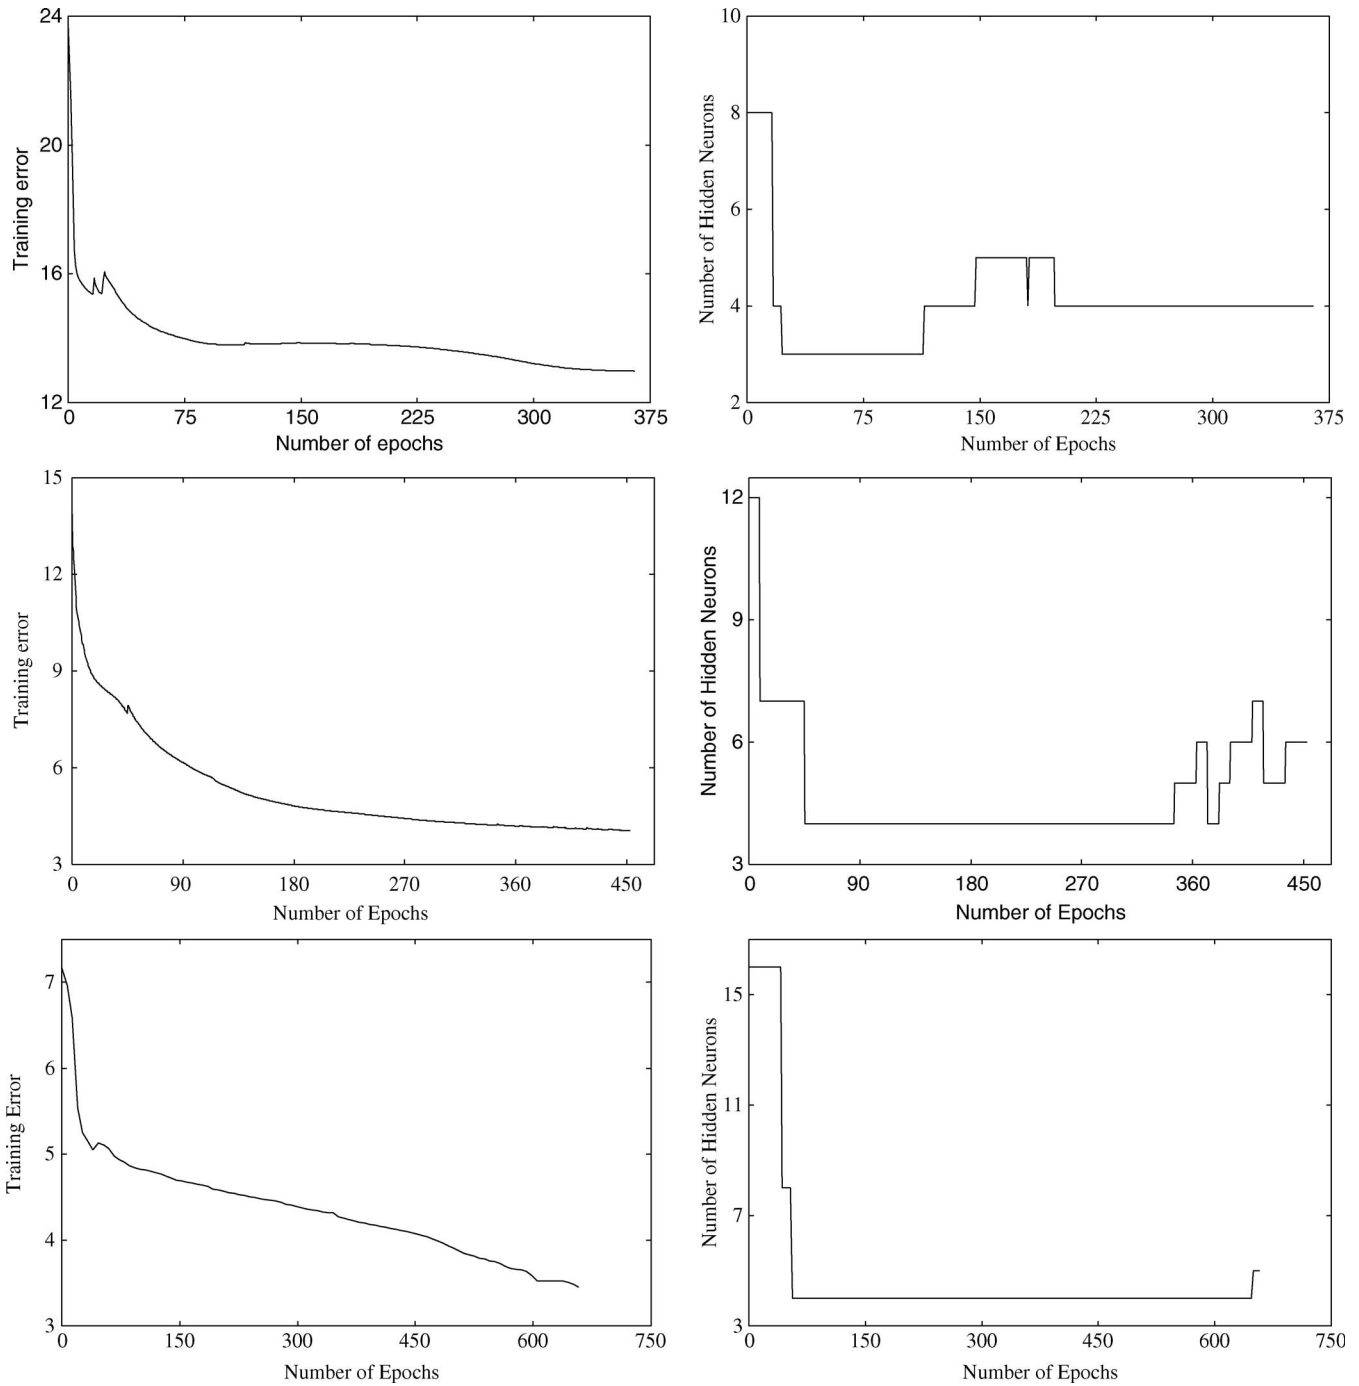 24
20
16
12
Training error
0 75 150 225 300 375
Number of epochs
10
8
6
4
2
Number of Hidden Neurons
0 75 150 225 300 375
Number of Epochs
15
12
9
6
3
Training error
0 90 180 270 360 450
Number of Epochs
12
9
6
3
Number of Hidden Neurons
0 90 180 270 360 450
Number of Epochs
7
6
5
4
3
Training Error
0 150 300 450 600 750
Number of Epochs
15
11
7
3
Number of Hidden Neurons
0 150 300 450 600 750
Number of Epochs